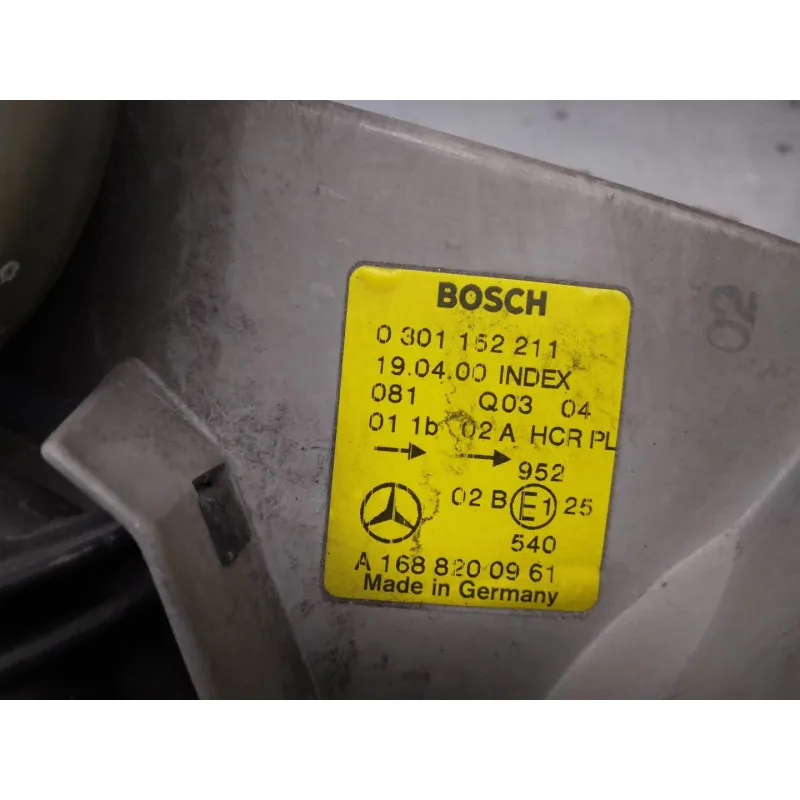 BOSCH
0 301 152 211
19.04.00 INDEX
081 Q03 04
01 1b 02A HCR PL
952
02 B E1 25
540
A 168 820 09 61
Made in Germany
02